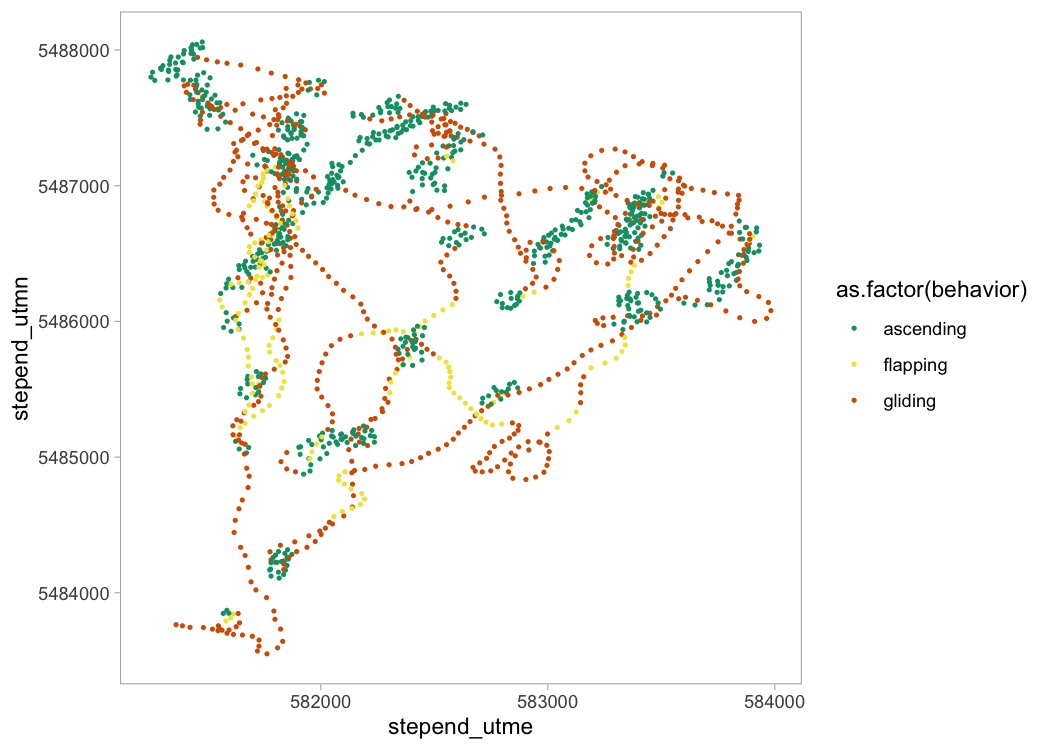 5488000
5487000
5486000
5485000
5484000
stepend_utmn
582000
583000
584000
stepend_utme
as.factor(behavior)
ascending
flapping
gliding